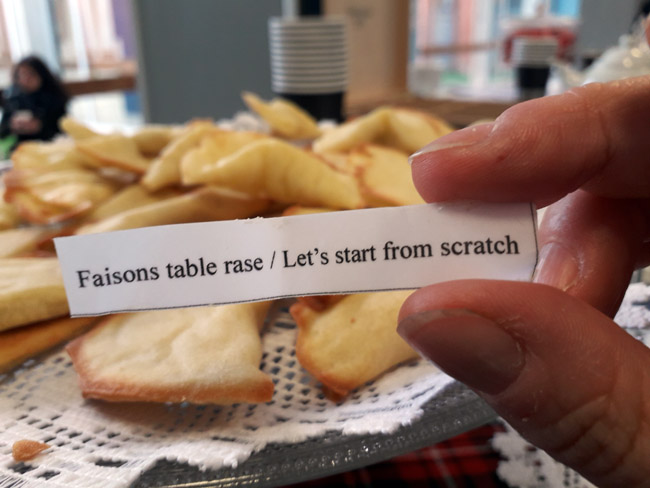 Faisons table rase / Let's start from scratch